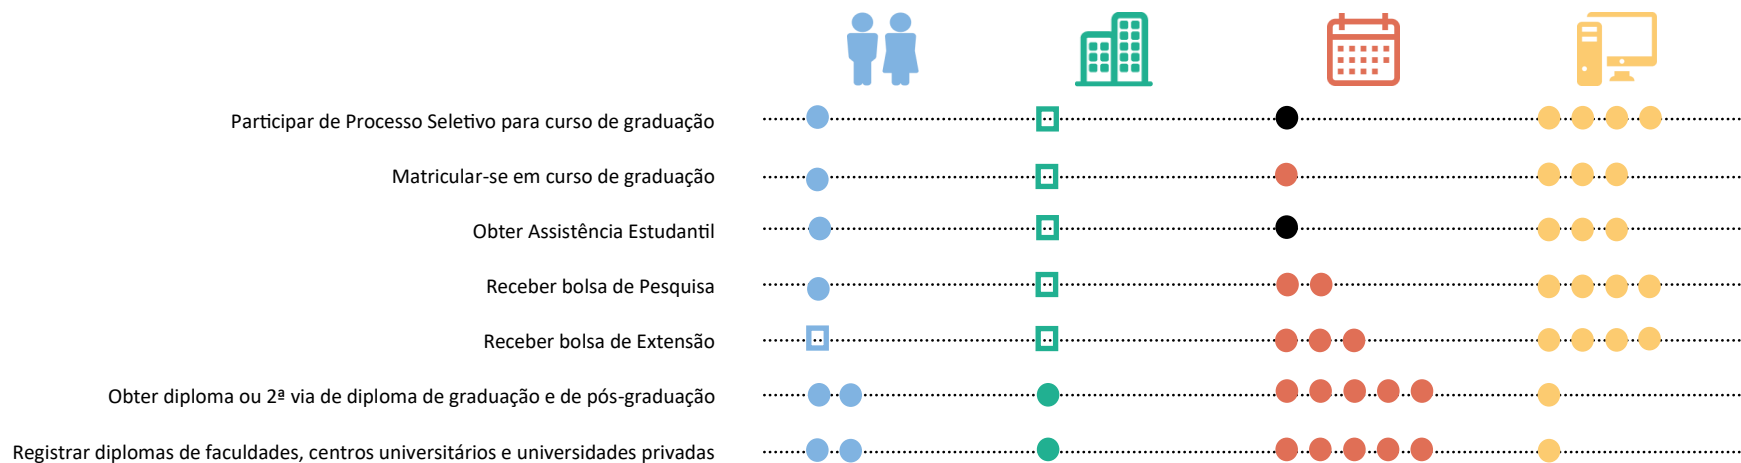 Participar de Processo Seletivo para curso de graduação
Matricular-se em curso de graduação
Obter Assistência Estudantil
Receber bolsa de Pesquisa
Receber bolsa de Extensão
Obter diploma ou 2ª via de diploma de graduação e de pós-graduação
Registrar diplomas de faculdades, centros universitários e universidades privadas